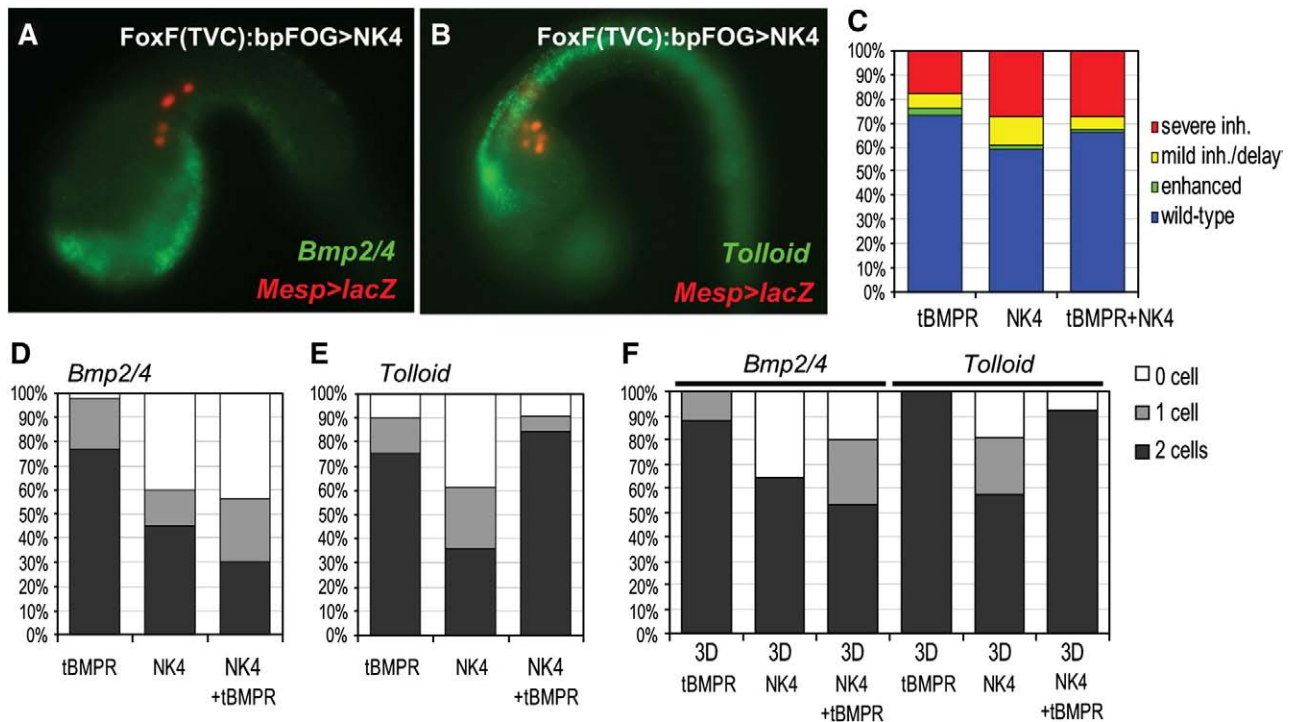 A
FoxF(TVC):bpFOG>NK4
Bmp2/4
Mesp>lacZ
B
FoxF(TVC):bpFOG>NK4
Tolloid
Mesp>lacZ
C
100%
90%
80%
70%
60%
50%
40%
30%
20%
10%
0%
tBMPR
NK4
tBMPR+NK4
severe inh.
mild inh./delay
enhanced
wild-type
D
Bmp2/4
100%
90%
80%
70%
60%
50%
40%
30%
20%
10%
0%
tBMPR
NK4
NK4
+tBMPR
E
Tolloid
100%
90%
80%
70%
60%
50%
40%
30%
20%
10%
0%
tBMPR
NK4
NK4
+tBMPR
F
Bmp2/4
Tolloid
100%
90%
80%
70%
60%
50%
40%
30%
20%
10%
0%
3D
tBMPR
3D
NK4
3D
NK4
+tBMPR
3D
tBMPR
3D
NK4
3D
NK4
+tBMPR
0 cell
1 cell
2 cells